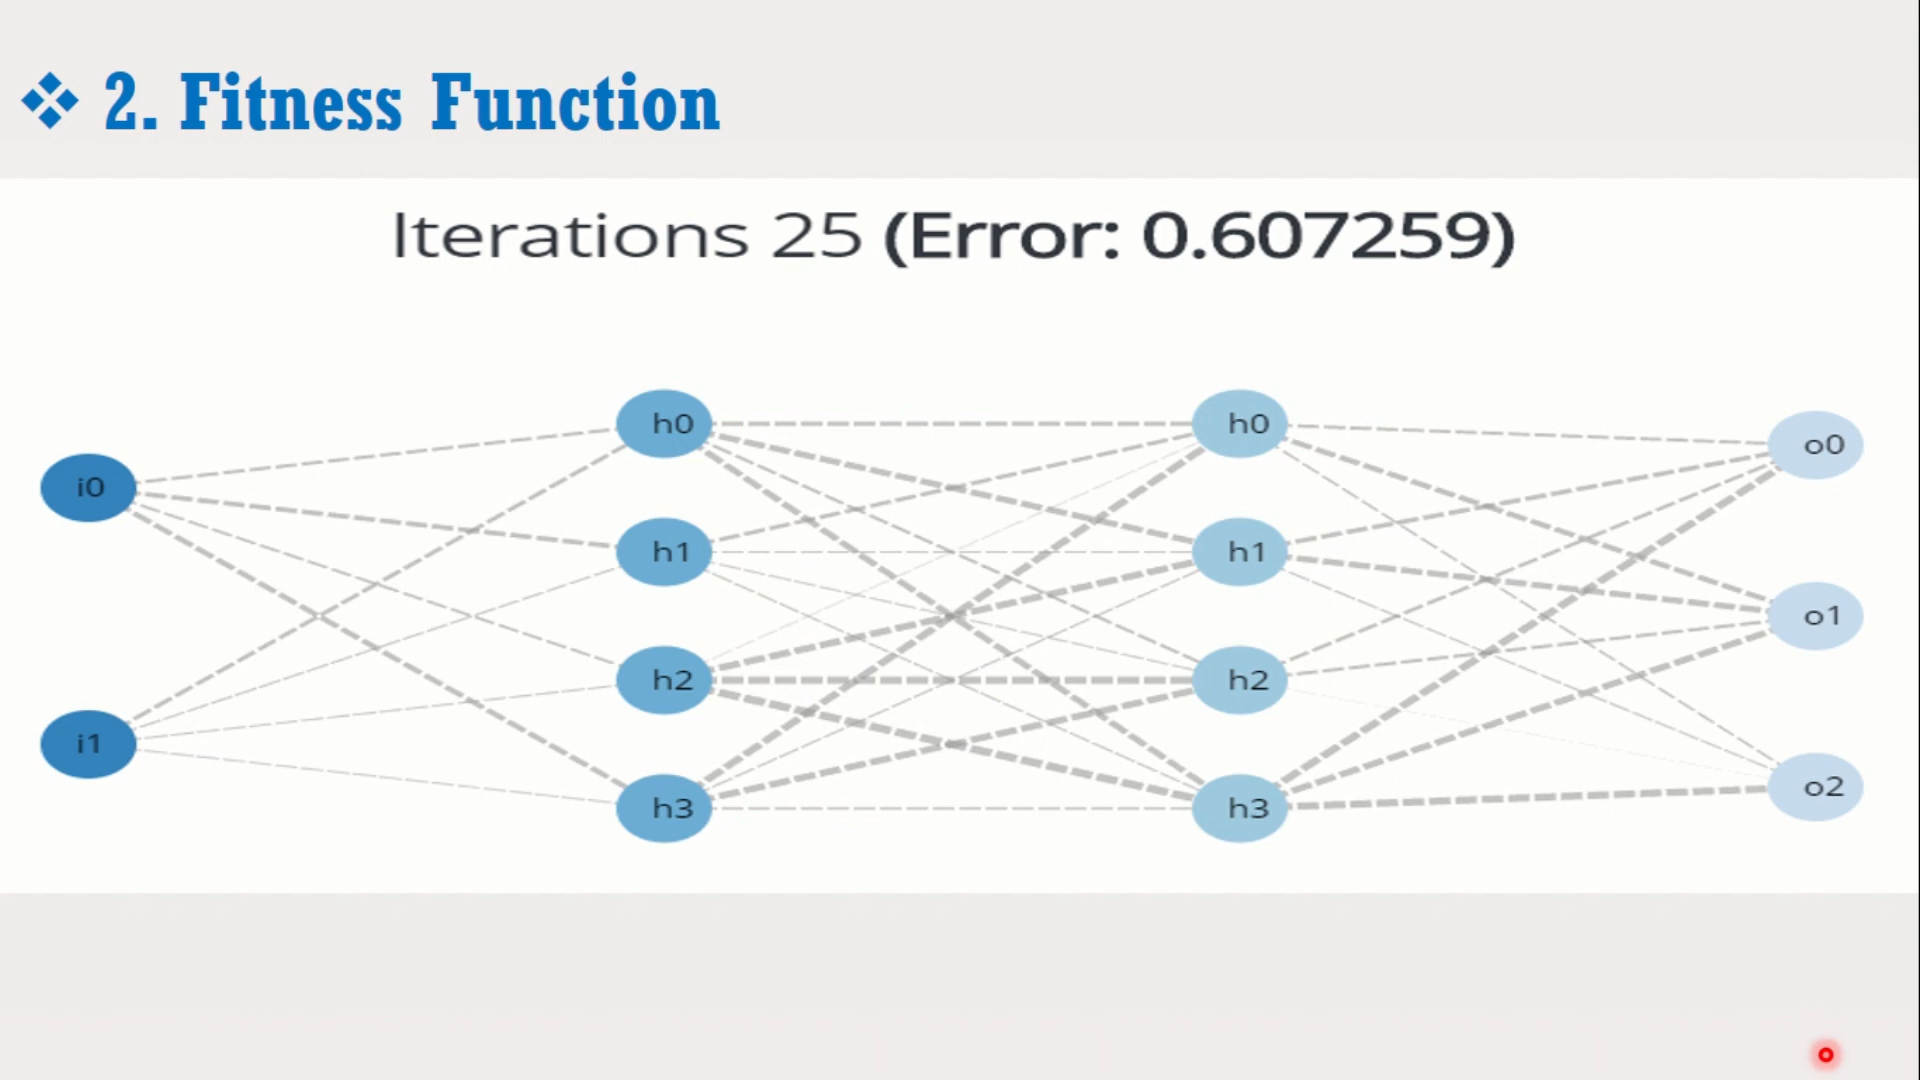 2. Fitness Function
Iterations 25 (Error: 0.607259)
h0 h0
o0
i0
h1 h1
o1
h2 h2
i1
o2
h3 h3